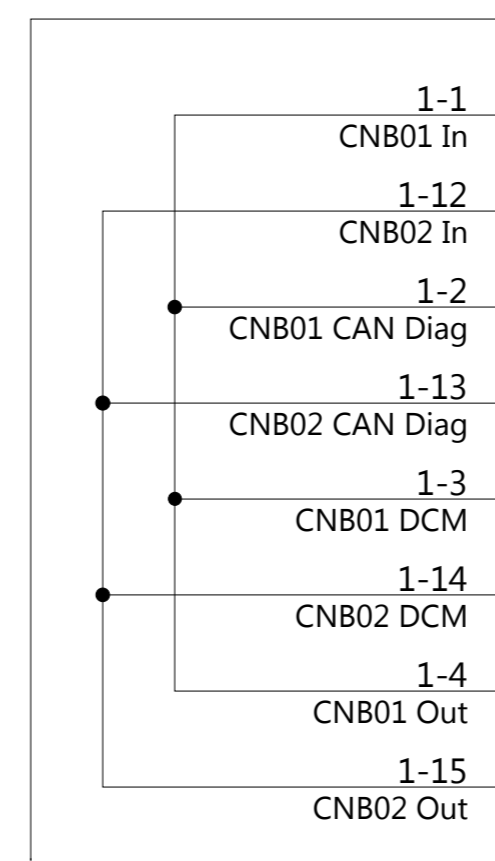 1-1
CNB01 In
1-12
CNB02 In
1-2
CNB01 CAN Diag
1-13
CNB02 CAN Diag
1-3
CNB01 DCM
1-14
CNB02 DCM
1-4
CNB01 Out
1-15
CNB02 Out